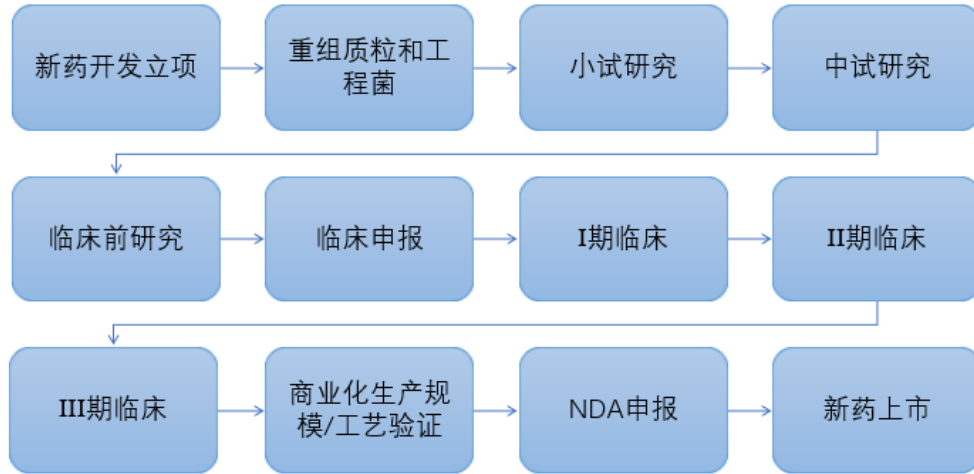 新药开发立项
重组质粒和工
程菌
小试研究
中试研究
临床前研究
临床申报
I期临床
II期临床
III期临床
商业化生产规
模/工艺验证
NDA申报
新药上市